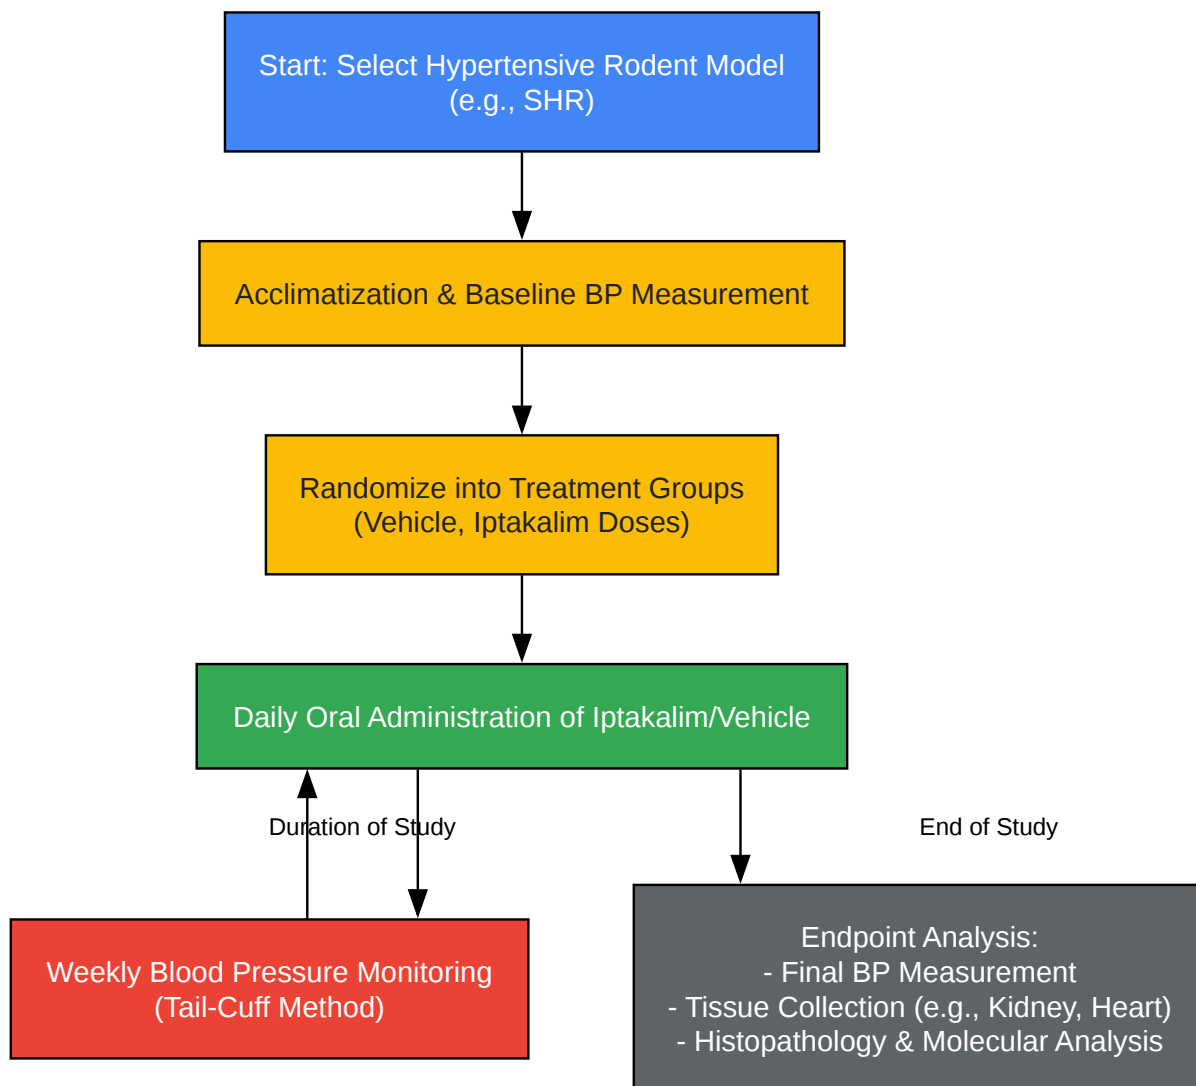 Start: Select Hypertensive Rodent Model
(e.g., SHR)
Acclimatization & Baseline BP Measurement
Randomize into Treatment Groups
(Vehicle, Iptakalim Doses)
Daily Oral Administration of Iptakalim/Vehicle
Duration of Study
End of Study
Weekly Blood Pressure Monitoring
(Tail-Cuff Method)
Endpoint Analysis:
- Final BP Measurement
- Tissue Collection (e.g., Kidney, Heart)
- Histopathology & Molecular Analysis